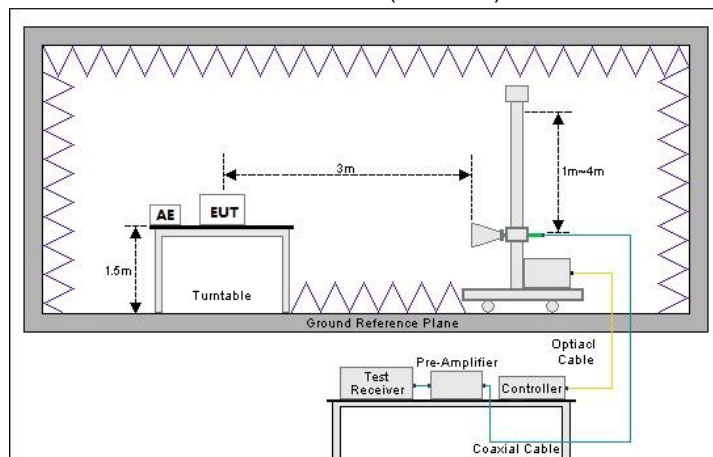 3m
1m~4m
AE
EUT
1.5m
Turntable
Ground Reference Plane
Optiacl
Cable
Pre-Amplifier
Test
Receiver
Controller
Coaxial Cable